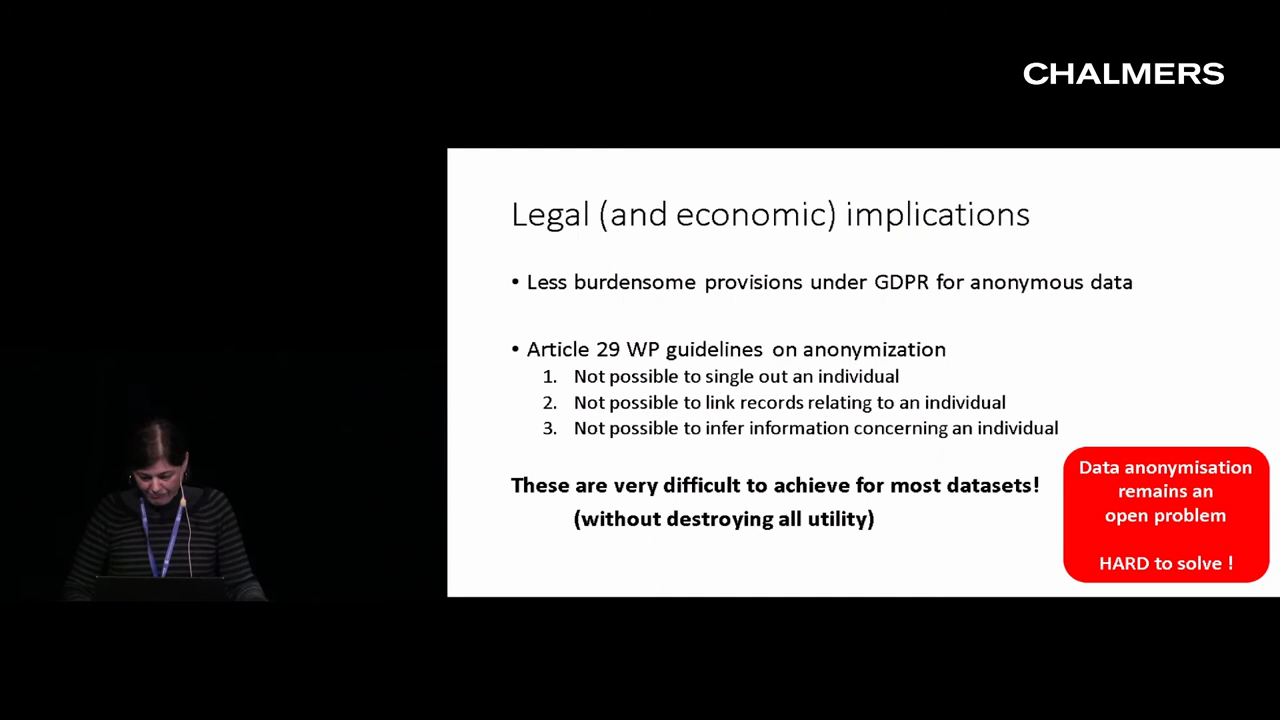 CHALMERS
Legal (and economic) implications
• Less burdensome provisions under GDPR for anonymous data
• Article 29 WP guidelines on anonymization
1. Not possible to single out an individual
2. Not possible to link records relating to an individual
3. Not possible to infer information concerning an individual
These are very difficult to achieve for most datasets!
(without destroying all utility)
Data anonymisation
remains an
open problem
HARD to solve !